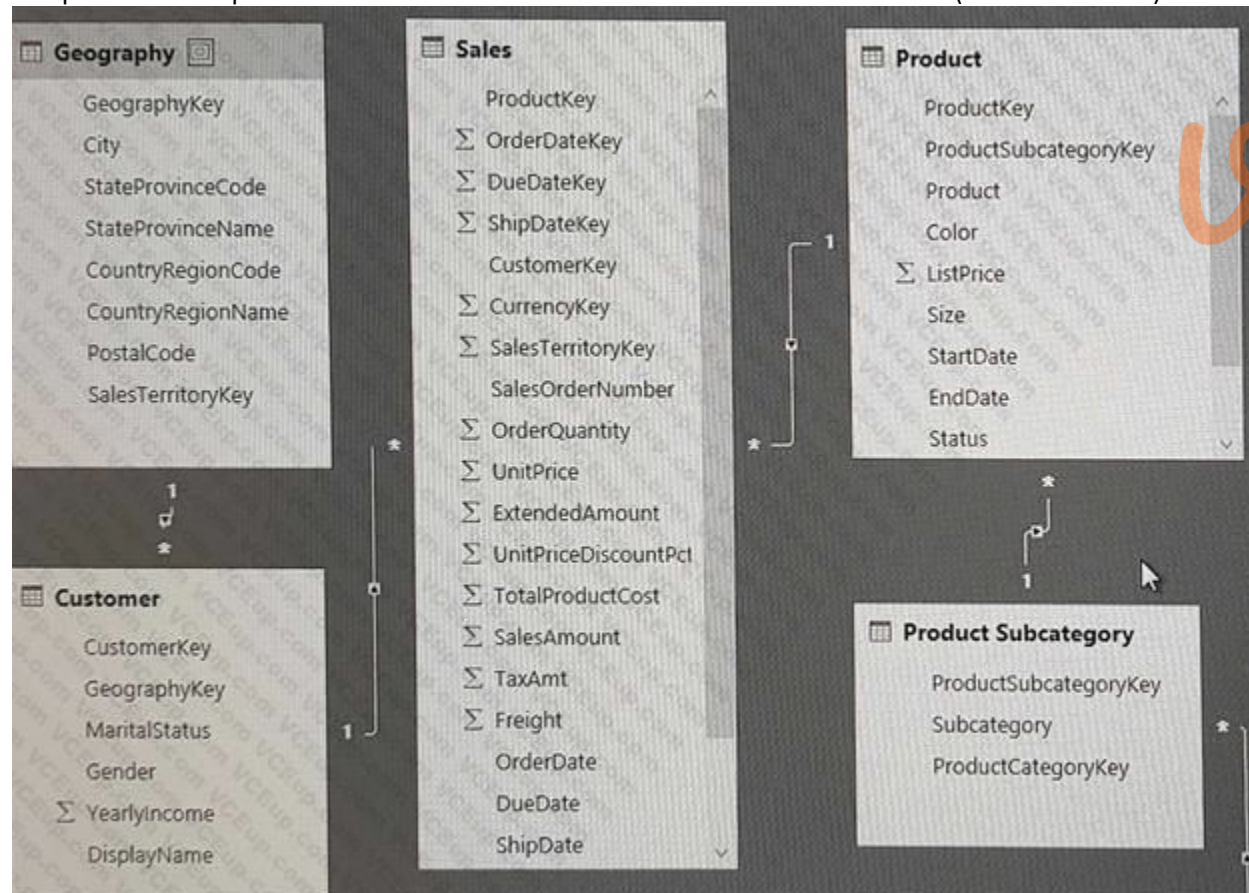 Geography
GeographyKey
City
StateProvinceCode
StateProvinceName
CountryRegionCode
CountryRegionName
PostalCode
SalesTerritoryKey
1
*
Customer
CustomerKey
GeographyKey
MaritalStatus
Gender
Σ YearlyIncome
DisplayName
*
1
Sales
ProductKey
Σ OrderDateKey
Σ DueDateKey
Σ ShipDateKey
CustomerKey
Σ CurrencyKey
Σ SalesTerritoryKey
SalesOrderNumber
Σ OrderQuantity
Σ UnitPrice
Σ ExtendedAmount
Σ UnitPriceDiscountPct
Σ TotalProductCost
Σ SalesAmount
Σ TaxAmt
Σ Freight
OrderDate
DueDate
ShipDate
1
*
Product
ProductKey
ProductSubcategoryKey
Product
Color
Σ ListPrice
Size
StartDate
EndDate
Status
*
1
Product Subcategory
ProductSubcategoryKey
Subcategory
ProductCategoryKey
*
VCEup.com